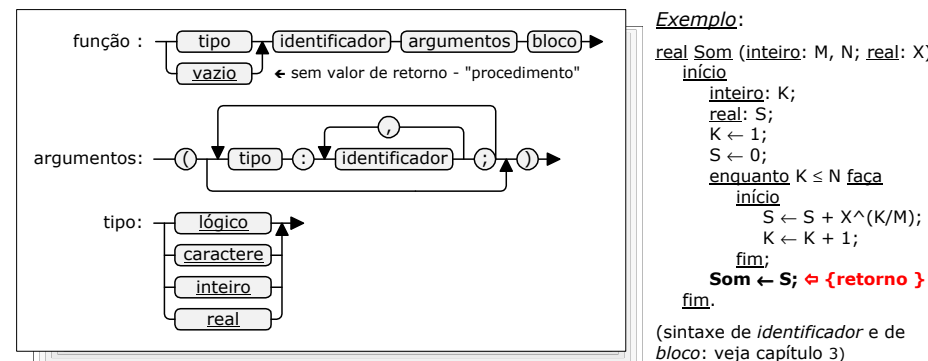 função : tipo identificador argumentos bloco
vazio ← sem valor de retorno - "procedimento"
argumentos: ( tipo : identificador , ; )
tipo: lógico
caractere
inteiro
real
Exemplo:
real Som (inteiro: M, N; real: X)
início
inteiro: K;
real: S;
K ← 1;
S ← 0;
enquanto K ≤ N faça
início
S ← S + X^(K/M);
K ← K + 1;
fim;
Som ← S; ⇦ {retorno }
fim.
(sintaxe de identificador e de
bloco: veja capítulo 3)